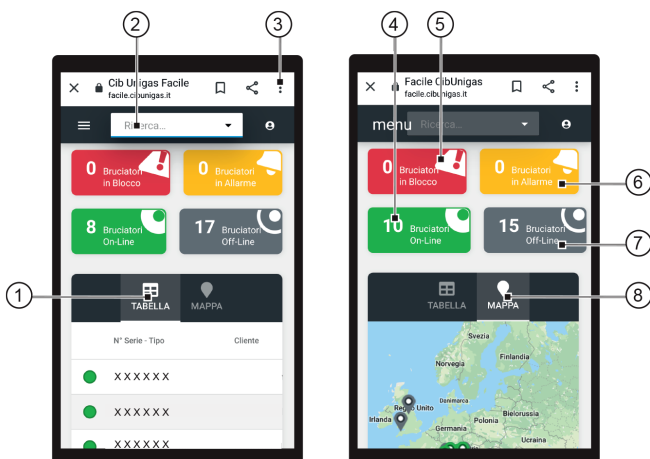 2
3
4
5
Cib Unigas Facile
facile.cibunigas.it
Ricerca...
0 Bruciatori
in Blocco
0 Bruciatori
in Allarme
8 Bruciatori
On-Line
17 Bruciatori
Off-Line
1
TABELLA
MAPPA
N° Serie - Tipo
Cliente
XXXXXX
XXXXXX
XXXXXX
Facile CibUnigas
facile.cibunigas.it
menu
Ricerca...
0 Bruciatori
in Blocco
0 Bruciatori
in Allarme
6
10 Bruciatori
On-Line
15 Bruciatori
Off-Line
7
TABELLA
MAPPA
8
Svezia
Finlandia
Norvegia
Danimarca
Regno Unito
Irlanda
Bielorussia
Polonia
Germania
Ucraina